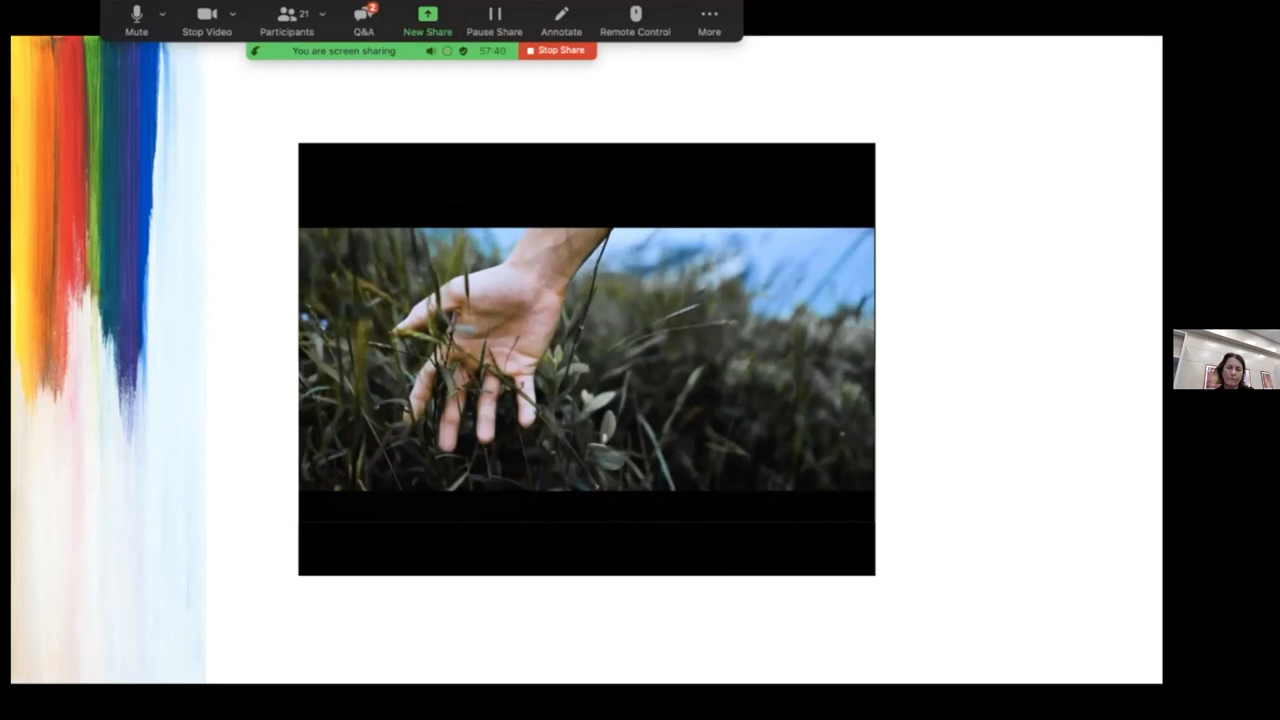 21
2
Mute
Stop Video
Participants
Q&A
New Share
Pause Share
Annotate
Remote Control
More
You are screen sharing
57:40
Stop Share